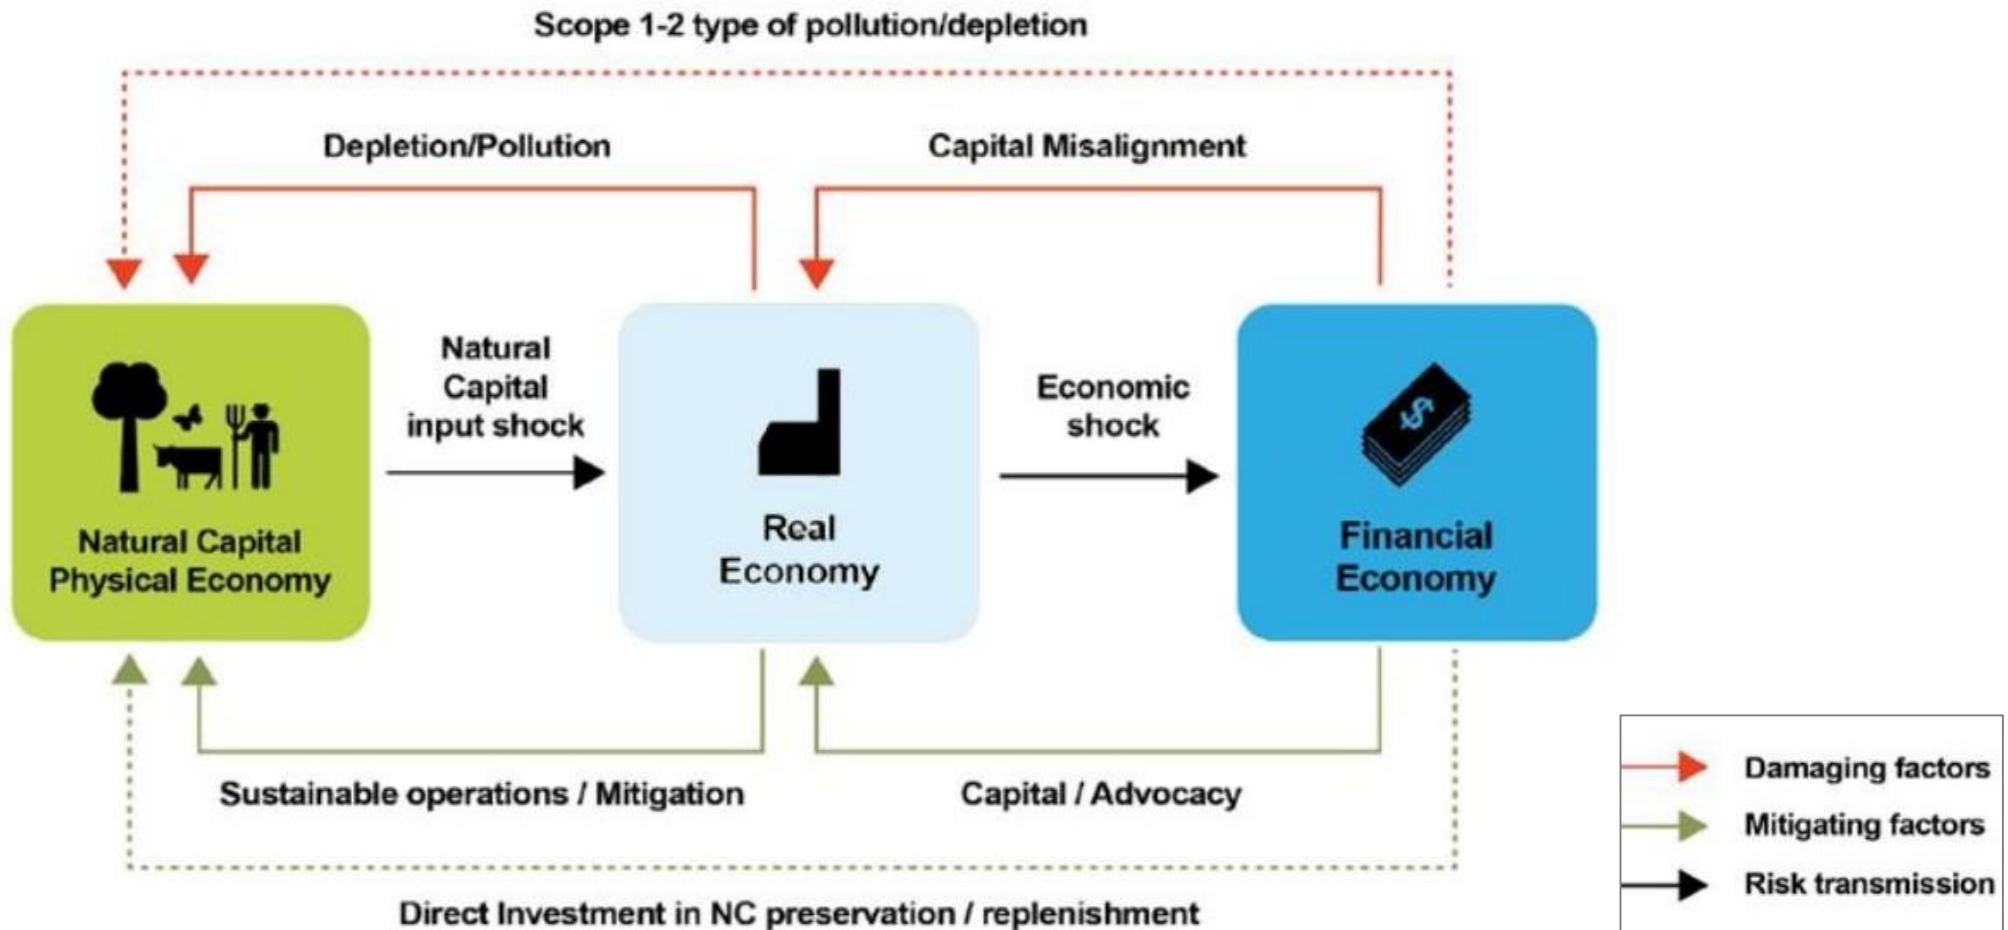 Scope 1-2 type of pollution/depletion
Depletion/Pollution
Capital Misalignment
Natural
Capital
input shock
Economic
shock
$
Natural Capital
Physical Economy
Real
Economy
Financial
Economy
Sustainable operations / Mitigation
Capital / Advocacy
Direct Investment in NC preservation / replenishment
Damaging factors
Mitigating factors
Risk transmission